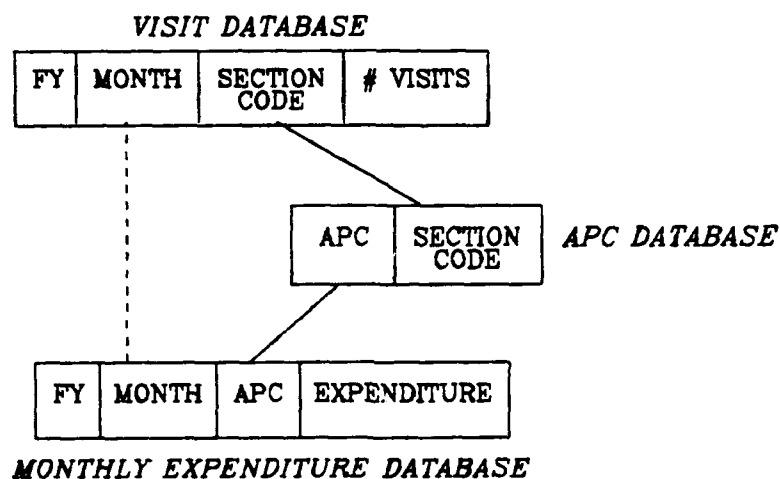 VISIT DATABASE
FY MONTH SECTION CODE # VISITS
APC SECTION CODE APC DATABASE
FY MONTH APC EXPENDITURE
MONTHLY EXPENDITURE DATABASE